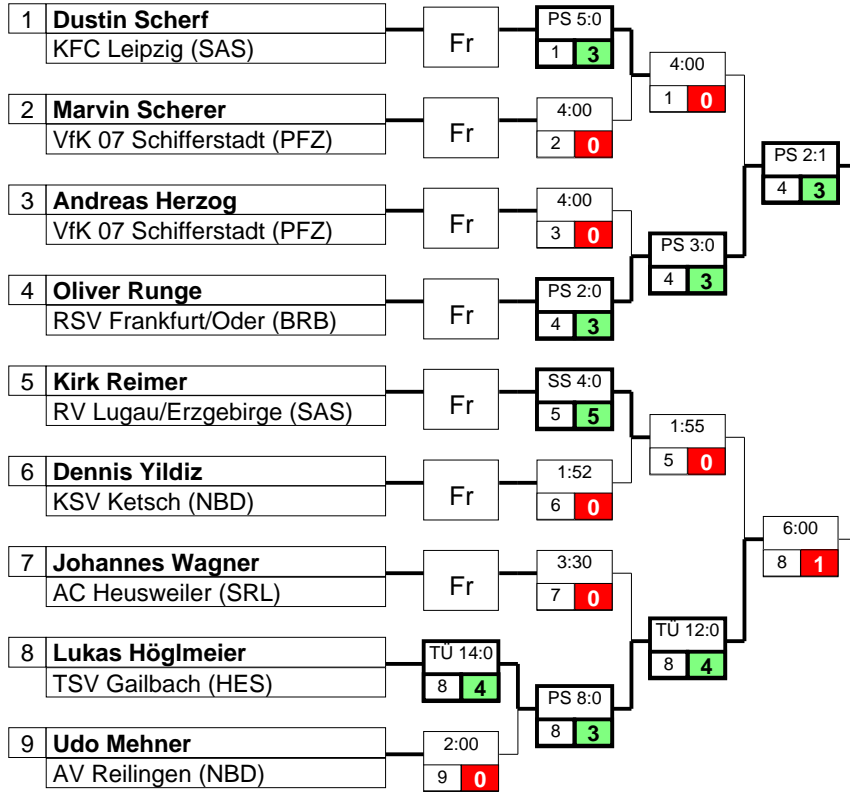 1 Dustin Scherf
KFC Leipzig (SAS)
Fr
PS 5:0
1 3
4:00
1 0
2 Marvin Scherer
VfK 07 Schifferstadt (PFZ)
Fr
4:00
2 0
PS 2:1
4 3
3 Andreas Herzog
VfK 07 Schifferstadt (PFZ)
Fr
4:00
3 0
PS 3:0
4 3
4 Oliver Runge
RSV Frankfurt/Oder (BRB)
Fr
PS 2:0
4 3
5 Kirk Reimer
RV Lugau/Erzgebirge (SAS)
Fr
SS 4:0
5 5
1:55
5 0
6 Dennis Yildiz
KSV Ketsch (NBD)
Fr
1:52
6 0
6:00
8 1
7 Johannes Wagner
AC Heusweiler (SRL)
Fr
3:30
7 0
TÜ 12:0
8 4
8 Lukas Höglmeier
TSV Gailbach (HES)
TÜ 14:0
8 4
PS 8:0
8 3
9 Udo Mehner
AV Reilingen (NBD)
2:00
9 0